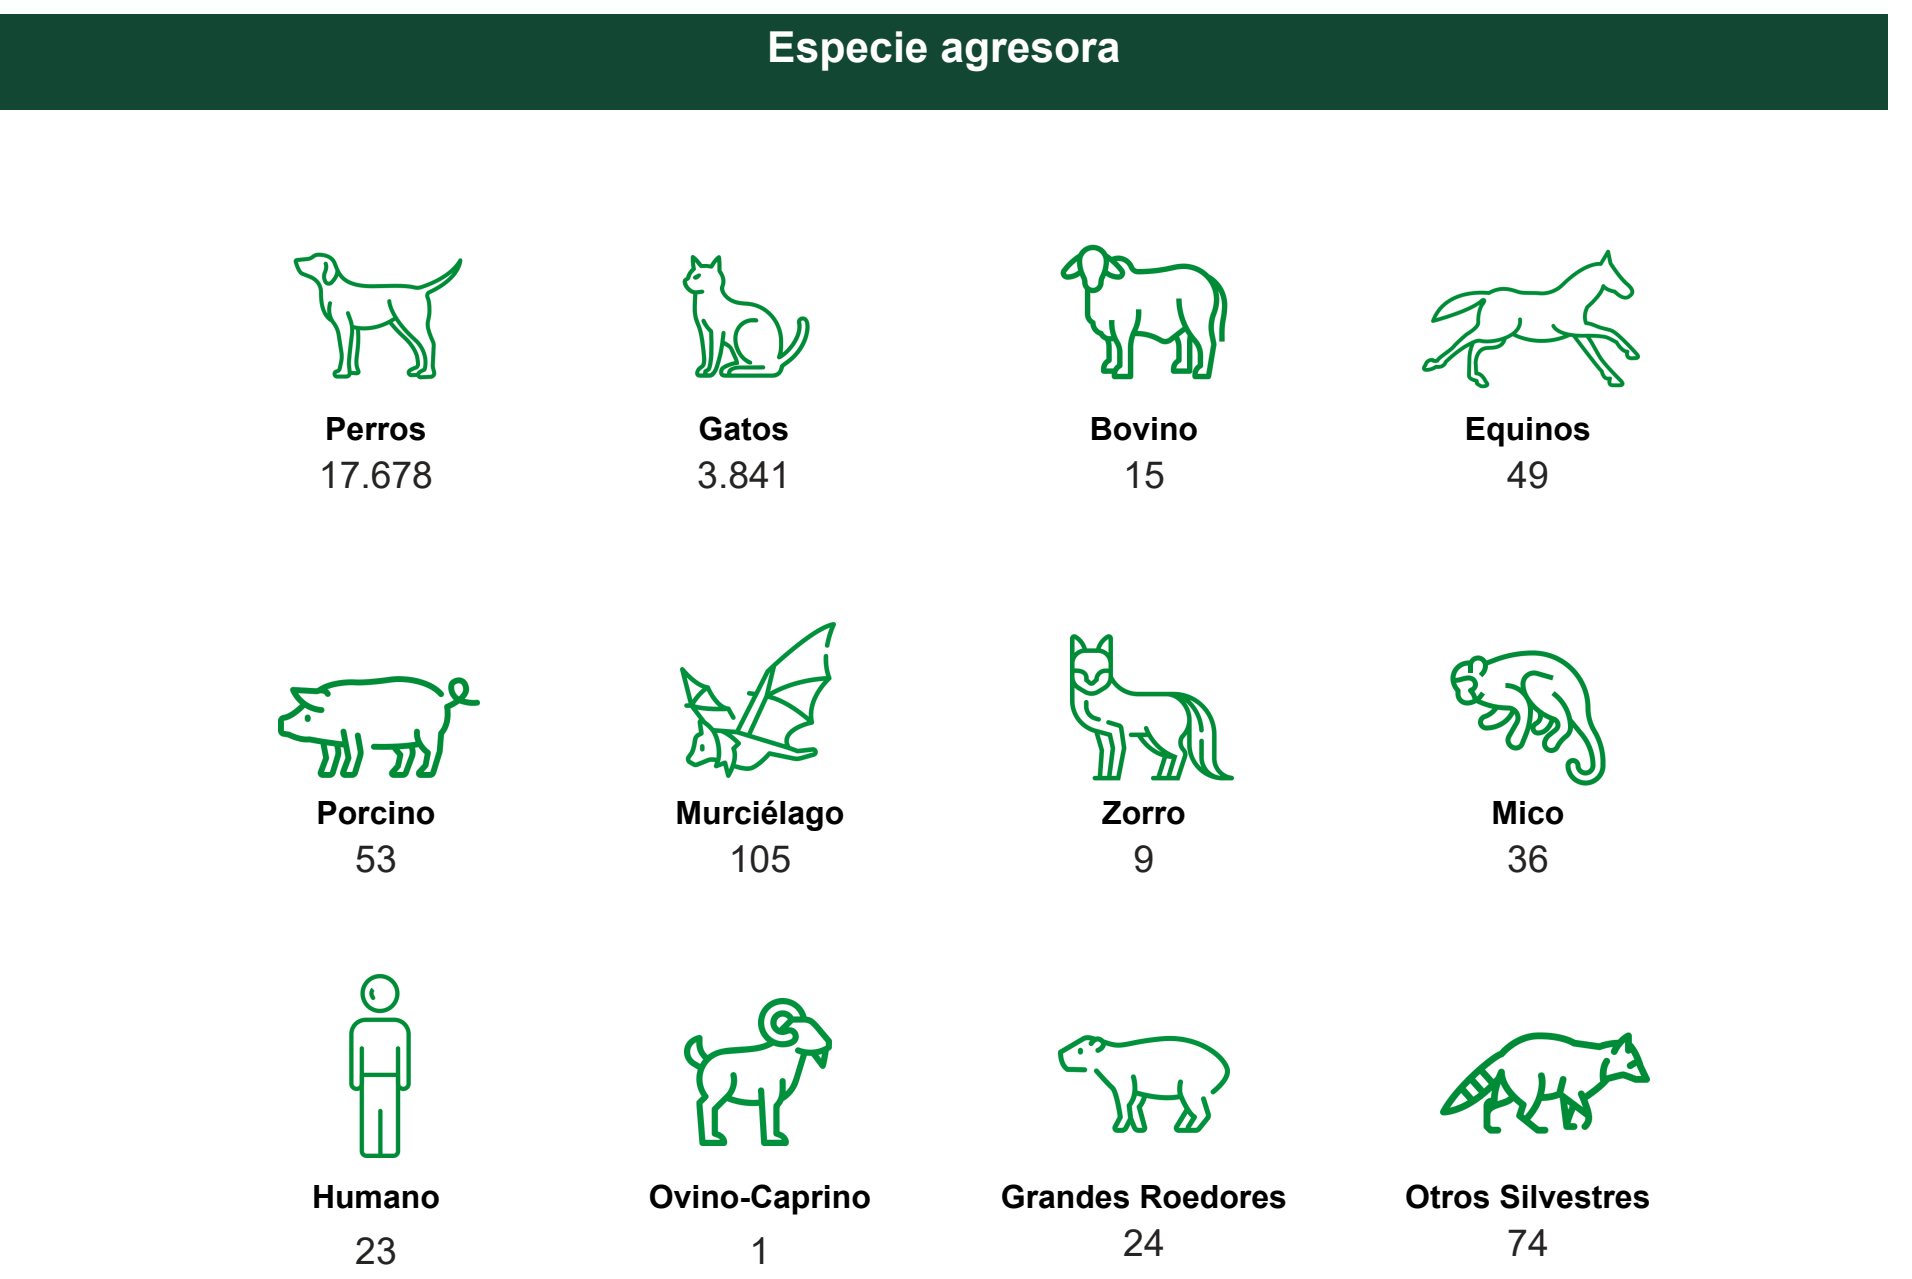 Especie agresora
Perros
17.678
Gatos
3.841
Bovino
15
Equinos
49
Porcino
53
Murciélago
105
Zorro
9
Mico
36
Humano
23
Ovino-Caprino
1
Grandes Roedores
24
Otros Silvestres
74